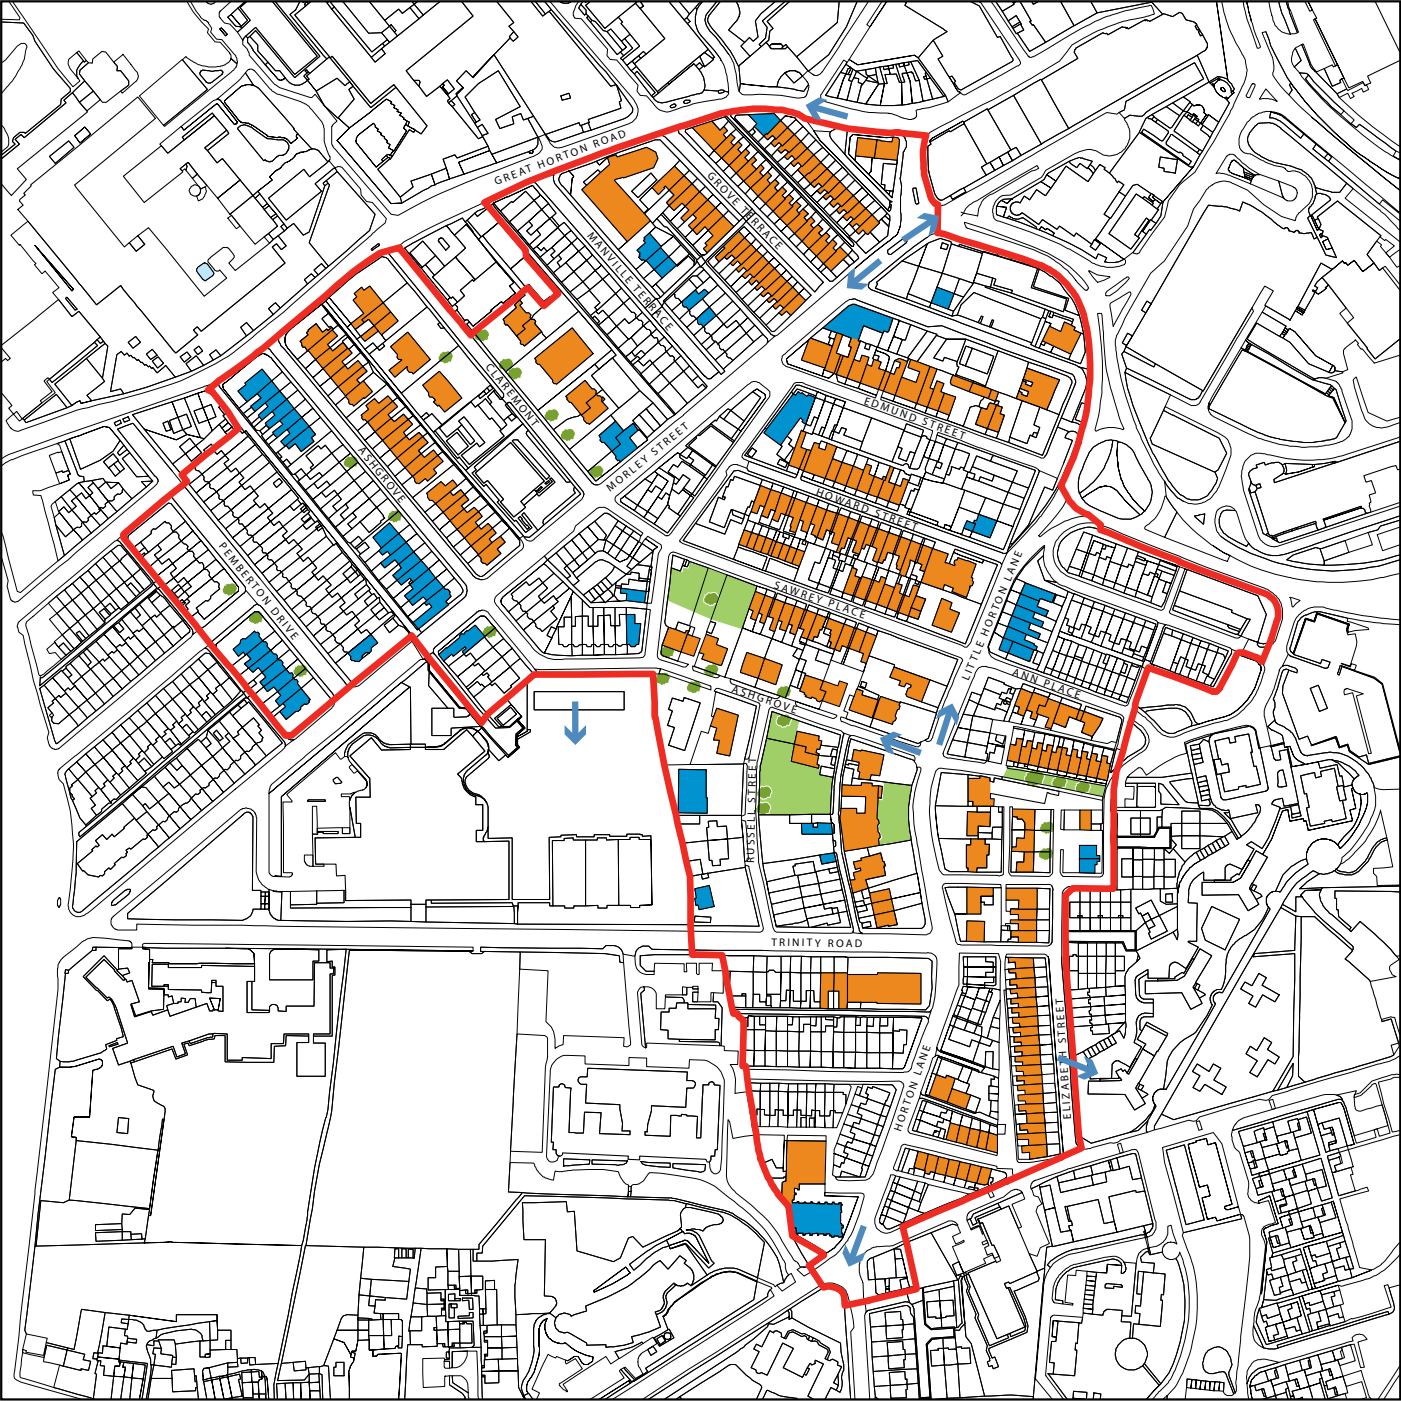 GREAT HORTON ROAD
GROVE TERRACE
MANVILLE TERRACE
CLAREMONT
MORLEY STREET
EDMUND STREET
ASHGROVE
HOWARD STREET
PEMBERTON DRIVE
SAWREY PLACE
LITTLE HORTON LANE
ANN PLACE
ASHGROVE
RUSSELL STREET
TRINITY ROAD
HORTON LANE
ELIZABETH STREET